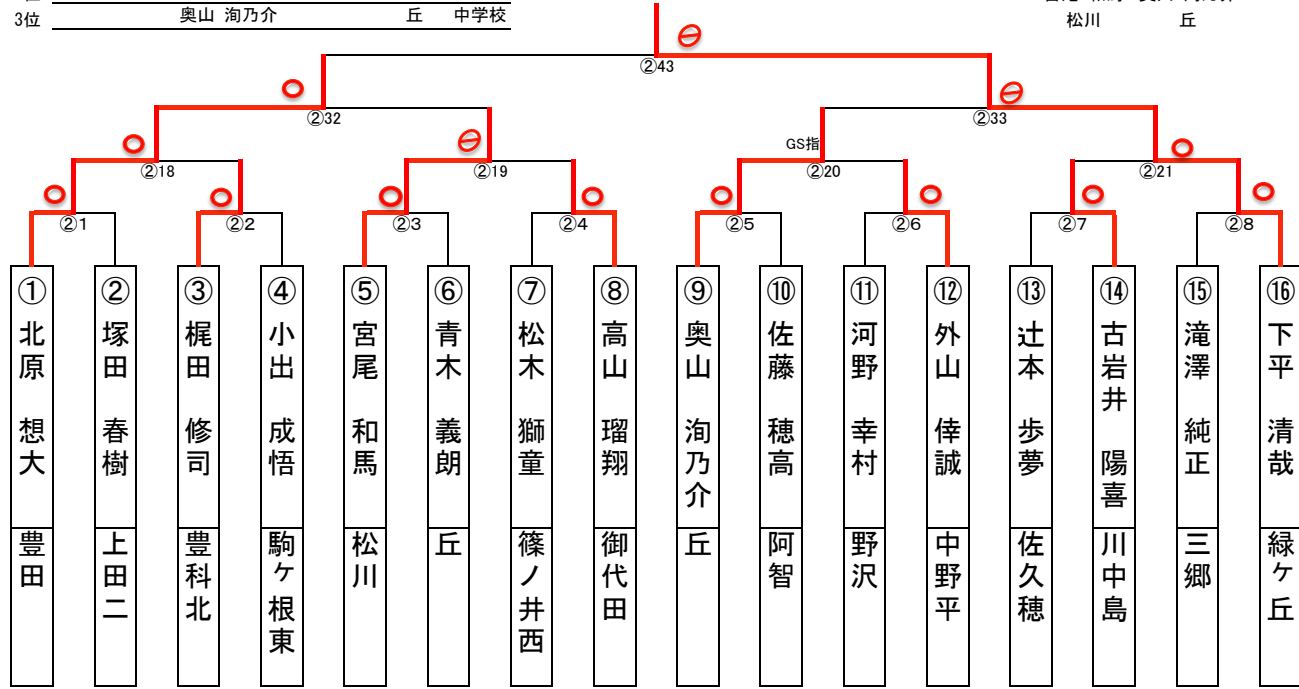 3位 奥山 洵乃介 丘 中学校
松川 丘
②43
②32 ②33
GS指
②18 ②19 ②20 ②21
②1 ②2 ②3 ②4 ②5 ②6 ②7 ②8
① 北原 想大 豊田
② 塚田 春樹 上田二
③ 梶田 修司 豊科北
④ 小出 成悟 駒ケ根東
⑤ 宮尾 和馬 松川
⑥ 青木 義朗 丘
⑦ 松木 獅童 篠ノ井西
⑧ 高山 瑠翔 御代田
⑨ 奥山 洵乃介 丘
⑩ 佐藤 穂高 阿智
⑪ 河野 幸村 野沢
⑫ 外山 倖誠 中野平
⑬ 辻本 歩夢 佐久穂
⑭ 古岩井 陽喜 川中島
⑮ 滝澤 純正 三郷
⑯ 下平 清哉 緑ケ丘